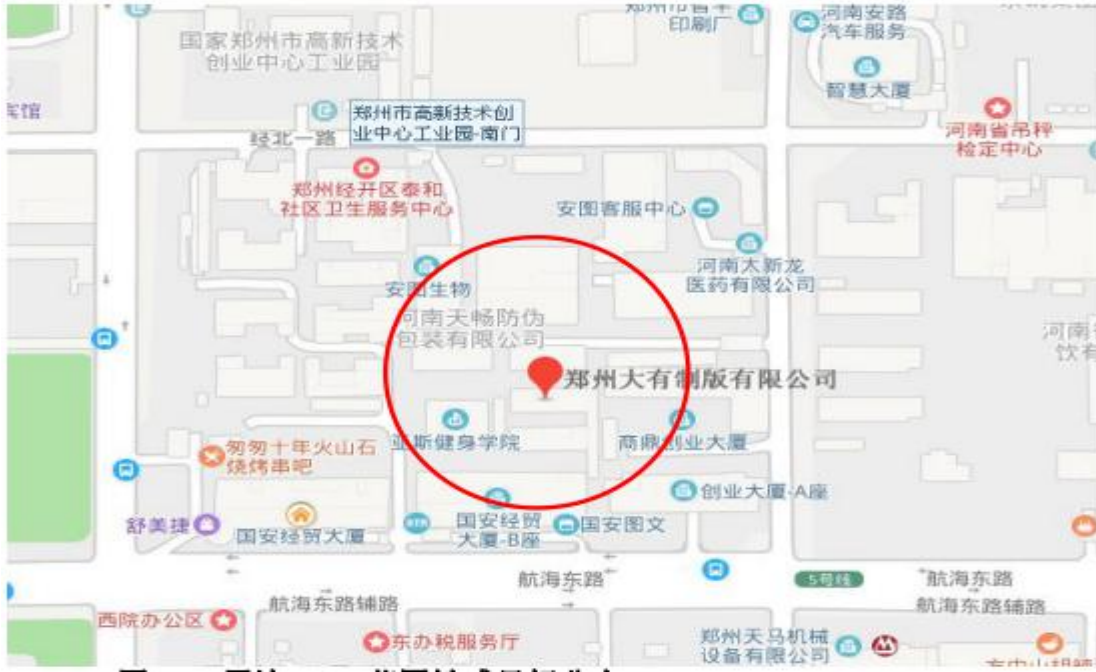 国家郑州市高新技术
创业中心工业园
印刷厂
河南安路
汽车服务
智慧大厦
宾馆
郑州市高新技术创
业中心工业园-南门
经北一路
河南省吊秤
检定中心
郑州经开区泰和
社区卫生服务中心
安图客服中心
河南大新龙
医药有限公司
安图生物
河南天畅防伪
包装有限公司
河南
饮
郑州大有制版有限公司
亚斯健身学院
商鼎创业大厦
匆匆十年火山石
烧烤串吧
创业大厦-A座
舒美捷
国安经贸大厦
国安经贸
大厦-B座
国安图文
航海东路
5号线
航海东路
航海东路辅路
航海东路辅路
西院办公区
东办税服务厅
郑州天马机械
设备有限公司